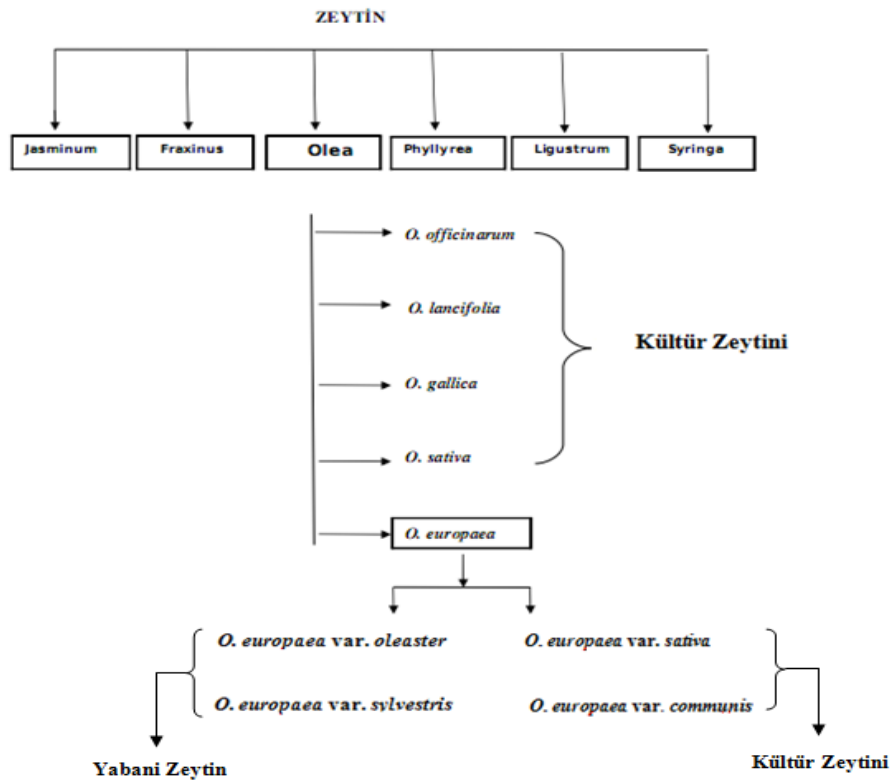 ZEYTİN
Jasminum Fraxinus Olea Phyllyrea Ligustrum Syringa
O. officinarum
O. lancifolia
Kültür Zeytini
O. gallica
O. sativa
O. europaea
O. europaea var. oleaster O. europaea var. sativa
O. europaea var. sylvestris O. europaea var. communis
Yabani Zeytin Kültür Zeytini